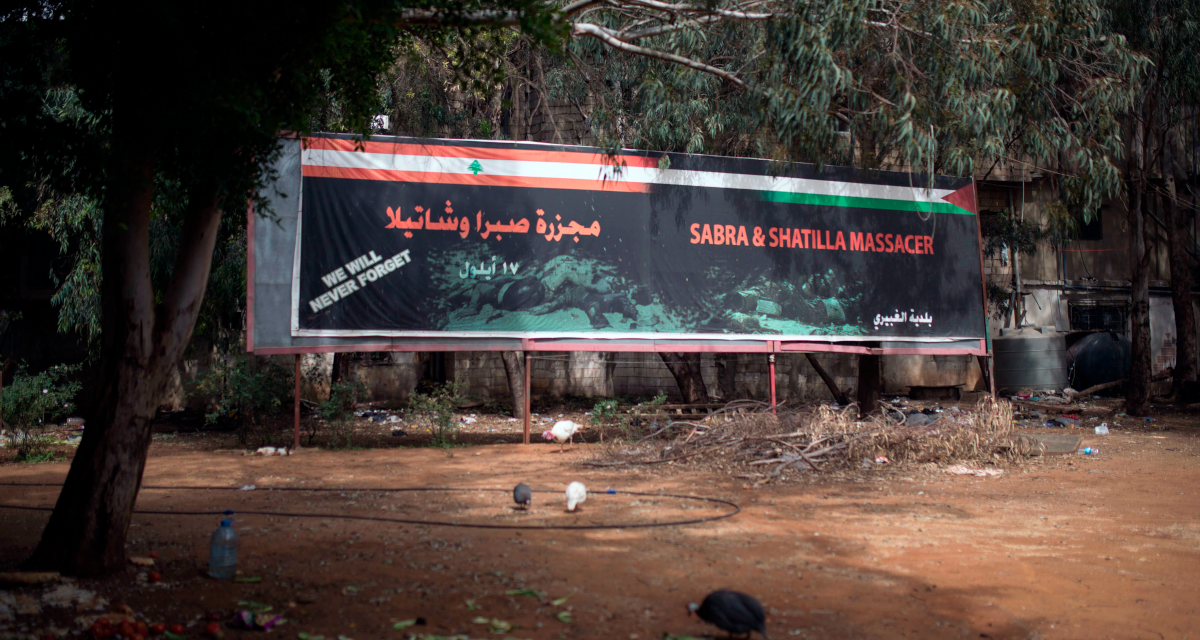 مجزرة صبرا وشاتيلا
١٧ أيلول
WE WILL
NEVER FORGET
SABRA & SHATILLA MASSACER
بلدية الغبيري